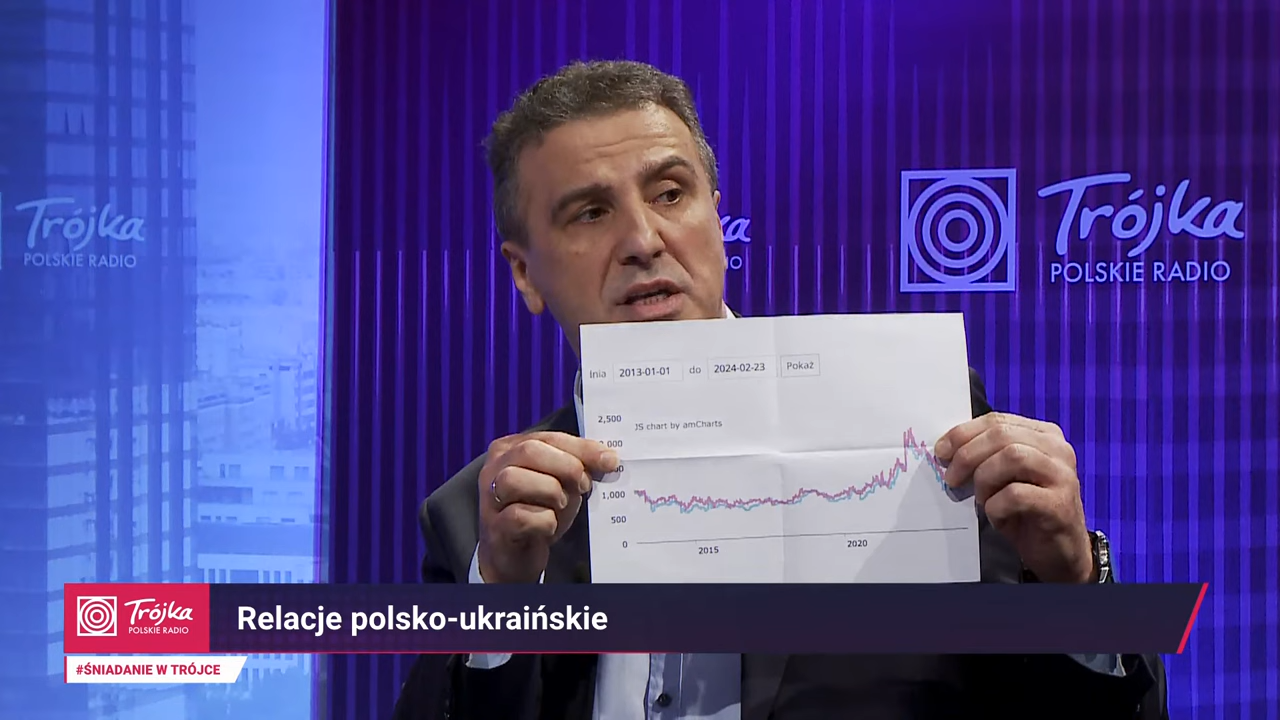 Trójka
POLSKIE RADIO
Trójka
POLSKIE RADIO
lnia 2013-01-01 do 2024-02-23 Pokaż
2,500
JS chart by amCharts
1,000
500
0
2015
2020
Trójka
POLSKIE RADIO
Relacje polsko-ukraińskie
#ŚNIADANIE W TRÓJCE